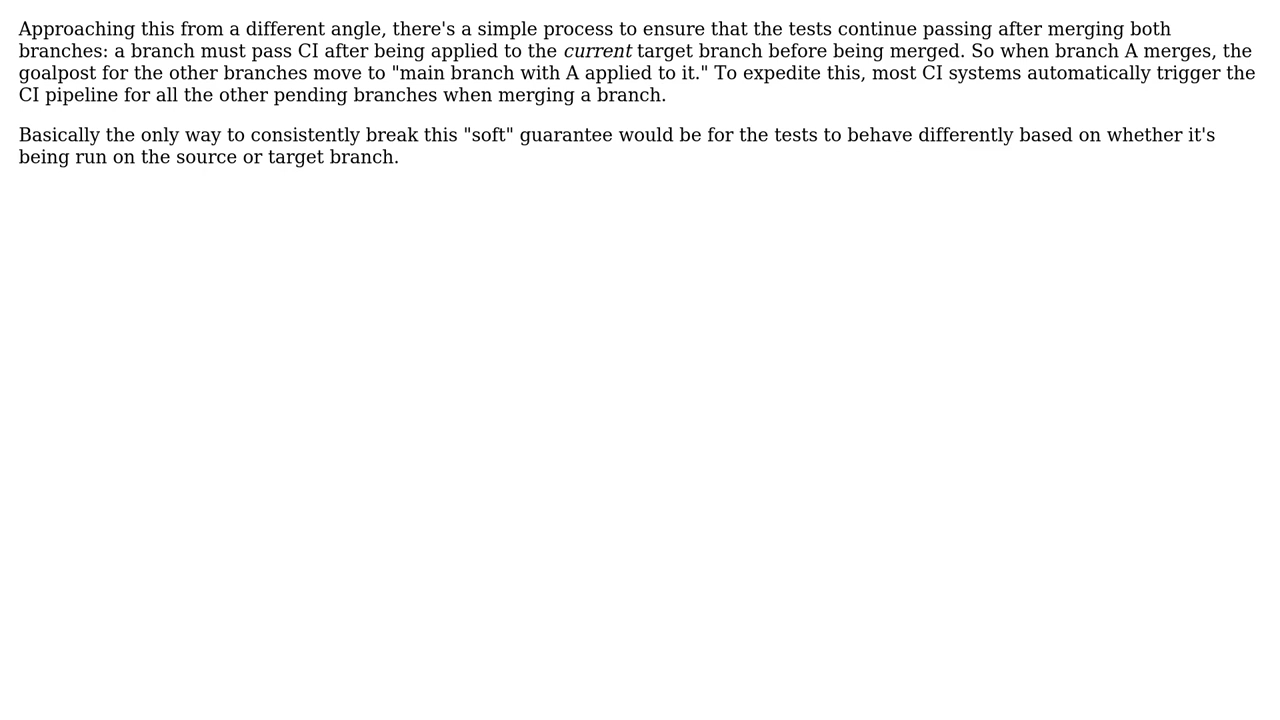 Approaching this from a different angle, there's a simple process to ensure that the tests continue passing after merging both
branches: a branch must pass CI after being applied to the current target branch before being merged. So when branch A merges, the
goalpost for the other branches move to "main branch with A applied to it." To expedite this, most CI systems automatically trigger the
CI pipeline for all the other pending branches when merging a branch.
Basically the only way to consistently break this "soft" guarantee would be for the tests to behave differently based on whether it's
being run on the source or target branch.